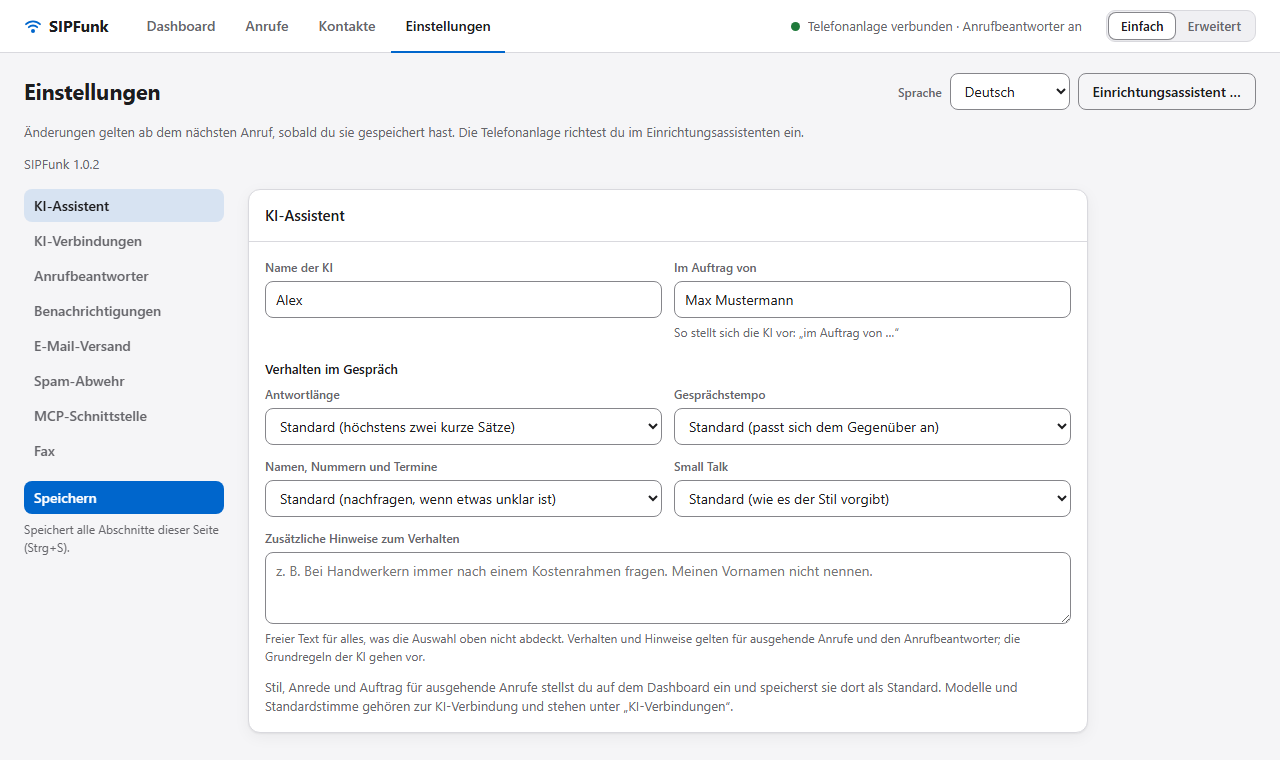 SIPFunk
Dashboard
Anrufe
Kontakte
Einstellungen
Telefonanlage verbunden · Anrufbeantworter an
Einfach
Erweitert
Einstellungen
Sprache
Deutsch
Einrichtungsassistent ...
Änderungen gelten ab dem nächsten Anruf, sobald du sie gespeichert hast. Die Telefonanlage richtest du im Einrichtungsassistenten ein.
SIPFunk 1.0.2
KI-Assistent
KI-Verbindungen
Anrufbeantworter
Benachrichtigungen
E-Mail-Versand
Spam-Abwehr
MCP-Schnittstelle
Fax
Speichern
Speichert alle Abschnitte dieser Seite
(Strg+S).
KI-Assistent
Name der KI
Alex
Im Auftrag von
Max Mustermann
So stellt sich die KI vor: „im Auftrag von ...“
Verhalten im Gespräch
Antwortlänge
Standard (höchstens zwei kurze Sätze)
Gesprächstempo
Standard (passt sich dem Gegenüber an)
Namen, Nummern und Termine
Standard (nachfragen, wenn etwas unklar ist)
Small Talk
Standard (wie es der Stil vorgibt)
Zusätzliche Hinweise zum Verhalten
z. B. Bei Handwerkern immer nach einem Kostenrahmen fragen. Meinen Vornamen nicht nennen.
Freier Text für alles, was die Auswahl oben nicht abdeckt. Verhalten und Hinweise gelten für ausgehende Anrufe und den Anrufbeantworter; die
Grundregeln der KI gehen vor.
Stil, Anrede und Auftrag für ausgehende Anrufe stellst du auf dem Dashboard ein und speicherst sie dort als Standard. Modelle und
Standardstimme gehören zur KI-Verbindung und stehen unter „KI-Verbindungen“.